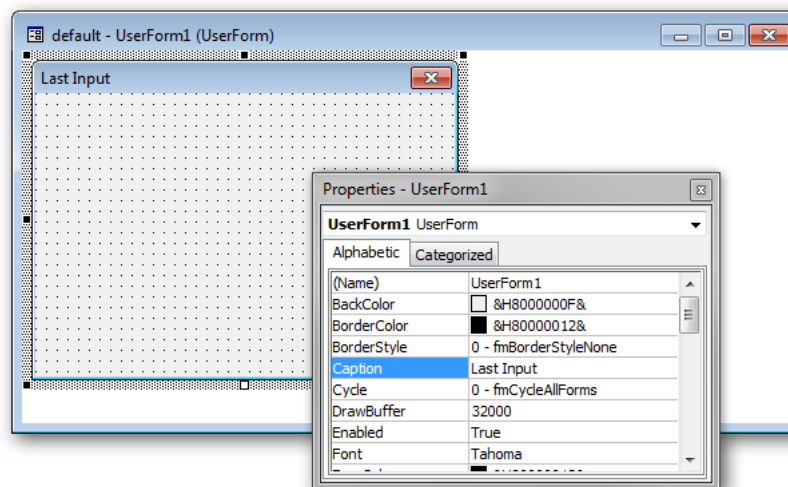 default - UserForm1 (UserForm)
Last Input
Properties - UserForm1
UserForm1 UserForm
Alphabetic Categorized
(Name) UserForm1
BackColor &H8000000F&
BorderColor &H80000012&
BorderStyle 0 - fmBorderStyleNone
Caption Last Input
Cycle 0 - fmCycleAllForms
DrawBuffer 32000
Enabled True
Font Tahoma